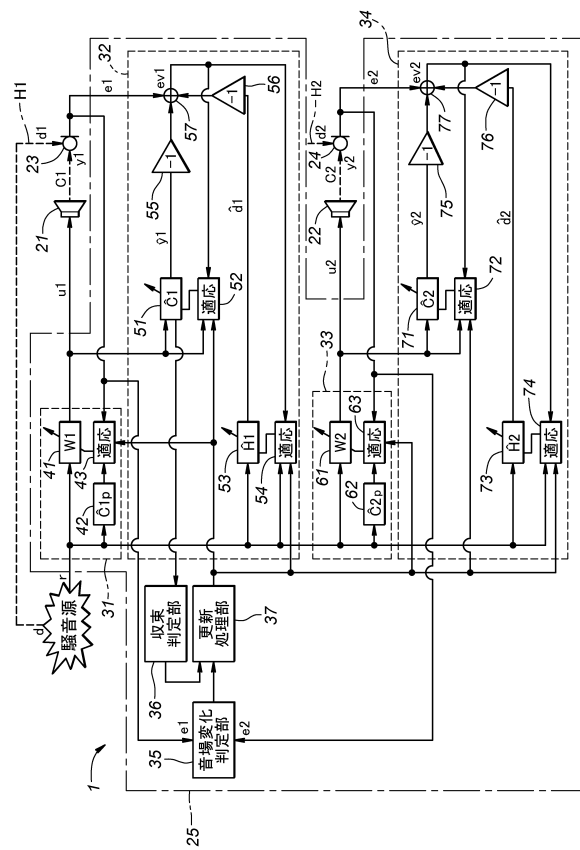 1
騒音源
d
r
H1
21
u1
C1
23
d1
y1
e1
32
31
41
W1
42
Ĉ1p
43
適応
51
Ĉ1
52
適応
ŷ1
55
-1
57
ev1
-1
56
53
Ĥ1
54
適応
d̂1
収束
判定部
36
更新
処理部
37
音場変化
判定部
35
e1
e2
25
33
61
W2
62
Ĉ2p
63
適応
22
u2
C2
24
d2
y2
H2
e2
34
71
Ĉ2
72
適応
ŷ2
75
-1
77
ev2
-1
76
73
Ĥ2
74
適応
d̂2